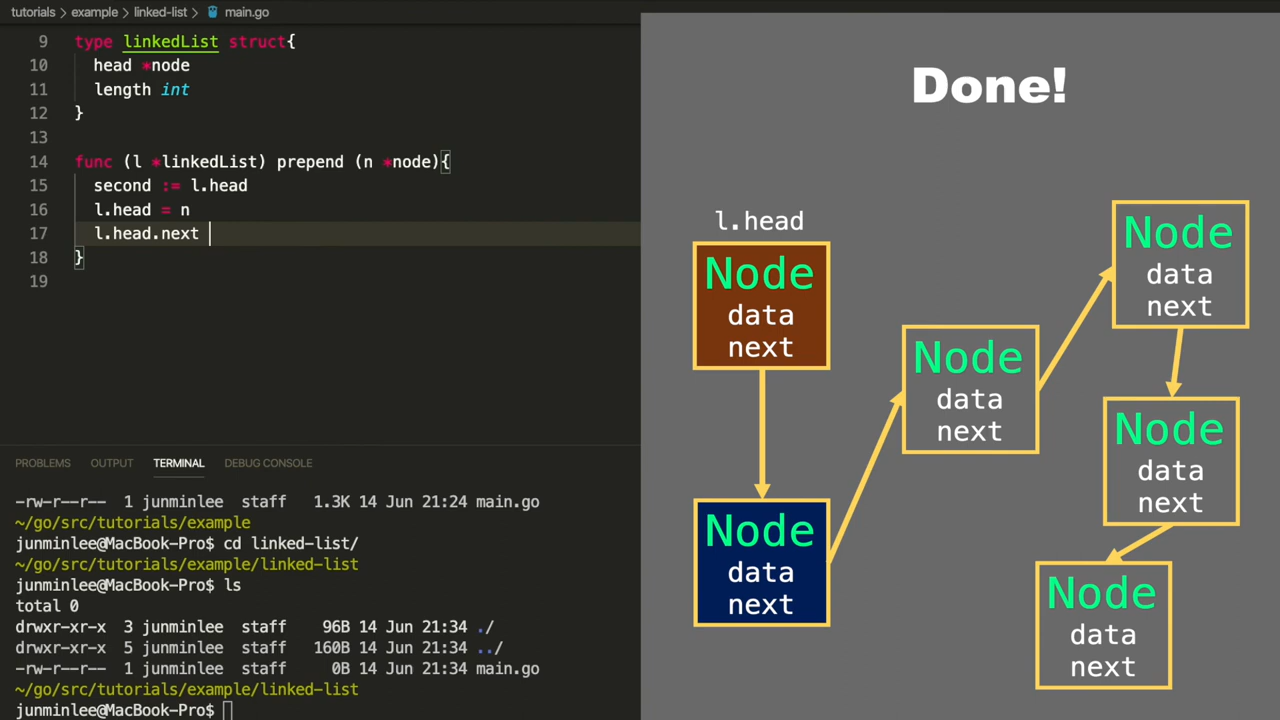 tutorials > example > linked-list > main.go
9 type linkedList struct{
10 head *node
11 length int
12 }
13
14 func (l *linkedList) prepend (n *node){
15 second := l.head
16 l.head = n
17 l.head.next
18 }
19
PROBLEMS OUTPUT TERMINAL DEBUG CONSOLE
-rw-r--r-- 1 junminlee staff 1.3K 14 Jun 21:24 main.go
~/go/src/tutorials/example
junminlee@MacBook-Pro$ cd linked-list/
~/go/src/tutorials/example/linked-list
junminlee@MacBook-Pro$ ls
total 0
drwxr-xr-x 3 junminlee staff 96B 14 Jun 21:34 ./
drwxr-xr-x 5 junminlee staff 160B 14 Jun 21:34 ../
-rw-r--r-- 1 junminlee staff 0B 14 Jun 21:34 main.go
~/go/src/tutorials/example/linked-list
junminlee@MacBook-Pro$
Done!
l.head
Node
data
next
Node
data
next
Node
data
next
Node
data
next
Node
data
next
Node
data
next